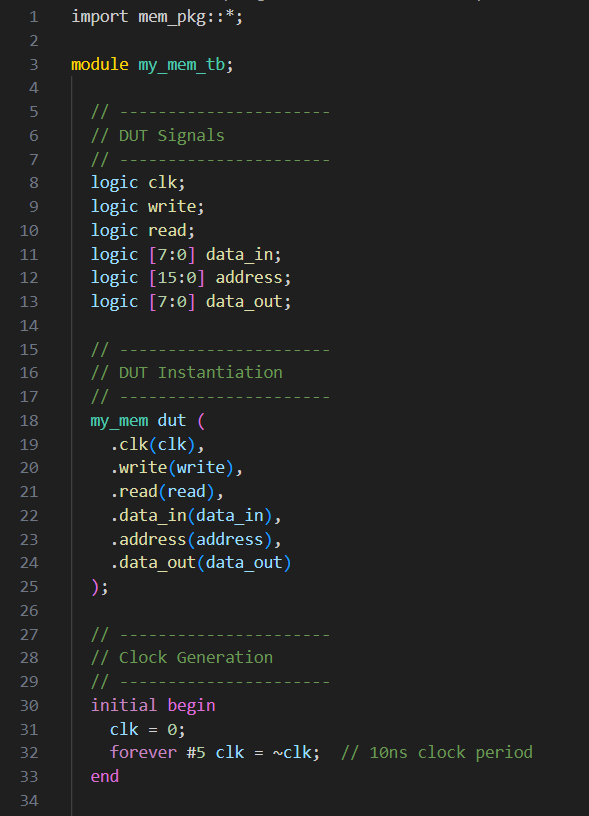 1 import mem_pkg::*;
2
3 module my_mem_tb;
4
5 // ----------------------
6 // DUT Signals
7 // ----------------------
8 logic clk;
9 logic write;
10 logic read;
11 logic [7:0] data_in;
12 logic [15:0] address;
13 logic [7:0] data_out;
14
15 // ----------------------
16 // DUT Instantiation
17 // ----------------------
18 my_mem dut (
19 .clk(clk),
20 .write(write),
21 .read(read),
22 .data_in(data_in),
23 .address(address),
24 .data_out(data_out)
25 );
26
27 // ----------------------
28 // Clock Generation
29 // ----------------------
30 initial begin
31 clk = 0;
32 forever #5 clk = ~clk; // 10ns clock period
33 end
34